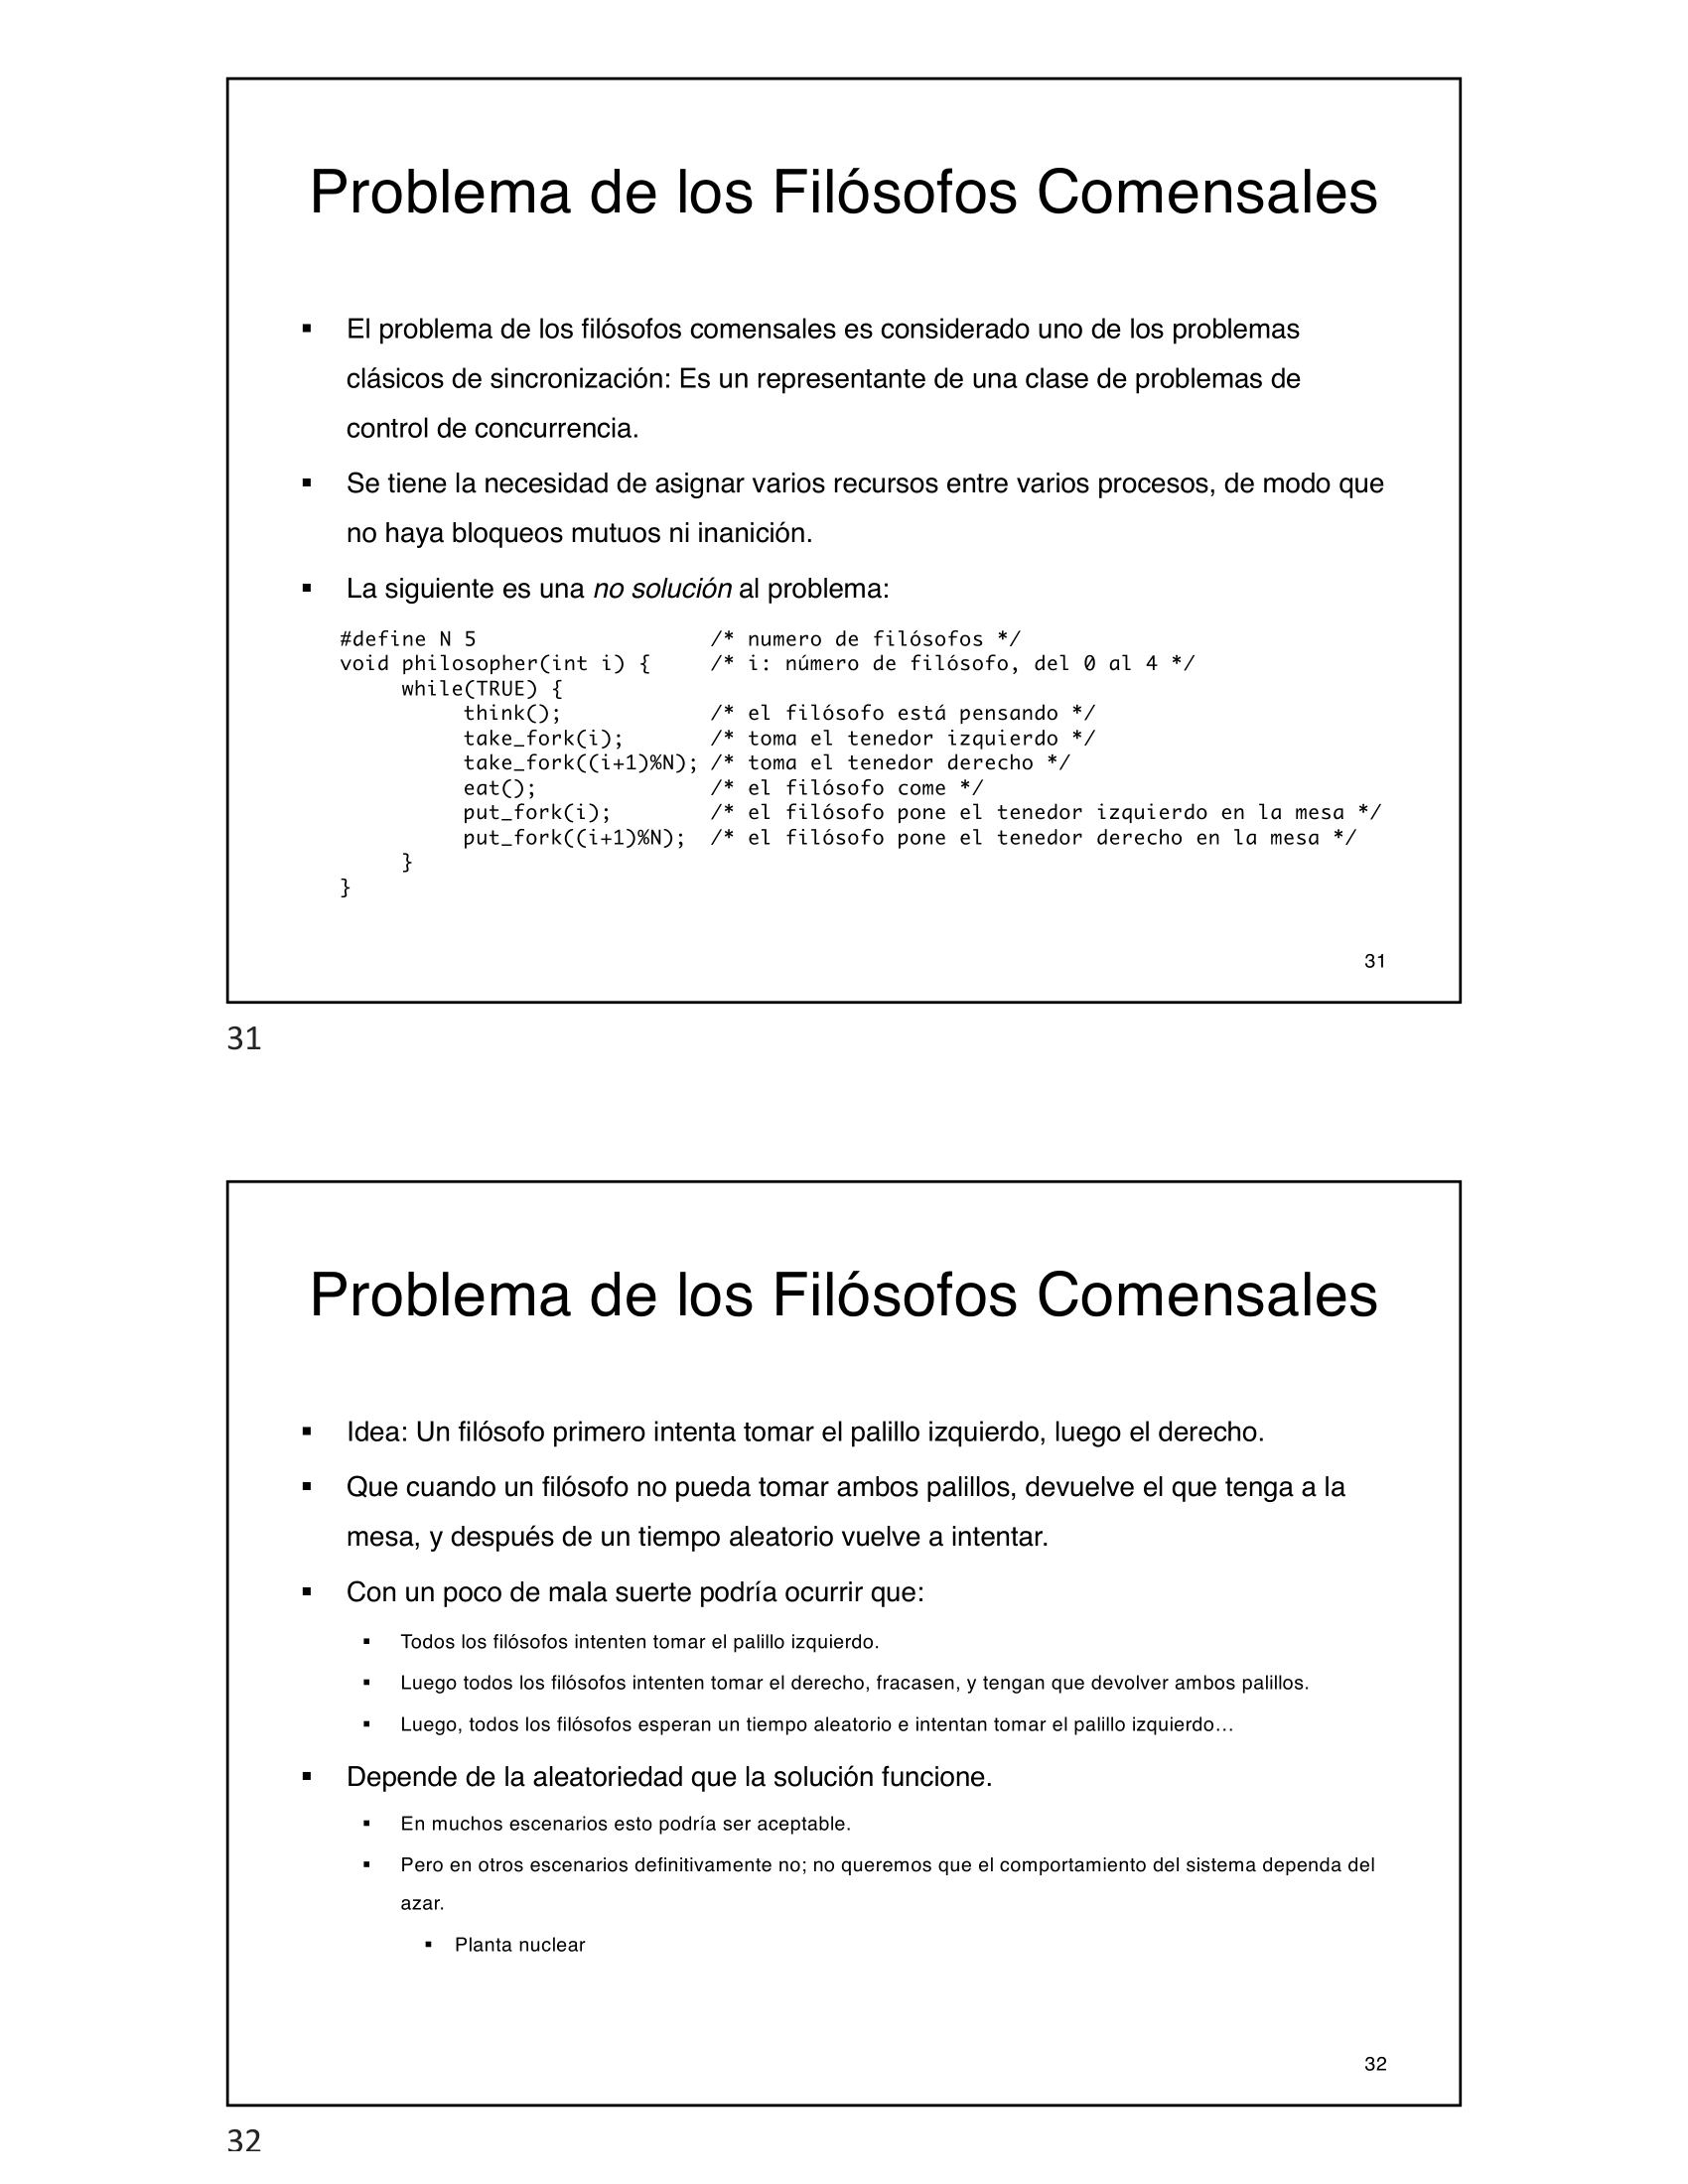 Problema de los Filósofos Comensales
▪ El problema de los filósofos comensales es considerado uno de los problemas
clásicos de sincronización: Es un representante de una clase de problemas de
control de concurrencia.
▪ Se tiene la necesidad de asignar varios recursos entre varios procesos, de modo que
no haya bloqueos mutuos ni inanición.
▪ La siguiente es una no solución al problema:
#define N 5                   /* numero de filósofos */
void philosopher(int i) {     /* i: número de filósofo, del 0 al 4 */
     while(TRUE) {
          think();            /* el filósofo está pensando */
          take_fork(i);       /* toma el tenedor izquierdo */
          take_fork((i+1)%N); /* toma el tenedor derecho */
          eat();              /* el filósofo come */
          put_fork(i);        /* el filósofo pone el tenedor izquierdo en la mesa */
          put_fork((i+1)%N);  /* el filósofo pone el tenedor derecho en la mesa */
     }
}
31
31
Problema de los Filósofos Comensales
▪ Idea: Un filósofo primero intenta tomar el palillo izquierdo, luego el derecho.
▪ Que cuando un filósofo no pueda tomar ambos palillos, devuelve el que tenga a la
mesa, y después de un tiempo aleatorio vuelve a intentar.
▪ Con un poco de mala suerte podría ocurrir que:
▪ Todos los filósofos intenten tomar el palillo izquierdo.
▪ Luego todos los filósofos intenten tomar el derecho, fracasen, y tengan que devolver ambos palillos.
▪ Luego, todos los filósofos esperan un tiempo aleatorio e intentan tomar el palillo izquierdo…
▪ Depende de la aleatoriedad que la solución funcione.
▪ En muchos escenarios esto podría ser aceptable.
▪ Pero en otros escenarios definitivamente no; no queremos que el comportamiento del sistema dependa del
azar.
▪ Planta nuclear
32
32